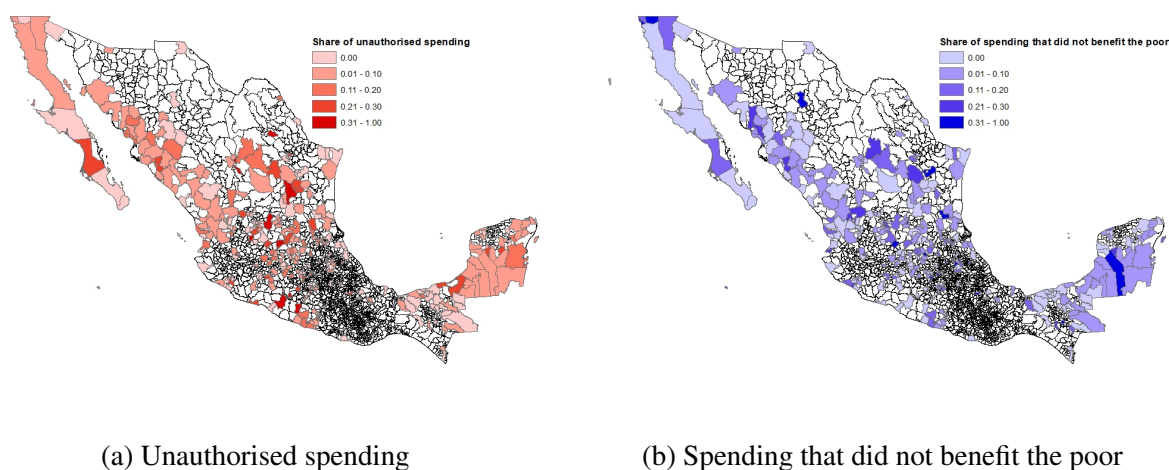 Share of unauthorised spending
0.00
0.01 - 0.10
0.11 - 0.20
0.21 - 0.30
0.31 - 1.00
Share of spending that did not benefit the poor
0.00
0.01 - 0.10
0.11 - 0.20
0.21 - 0.30
0.31 - 1.00
(a) Unauthorised spending
(b) Spending that did not benefit the poor